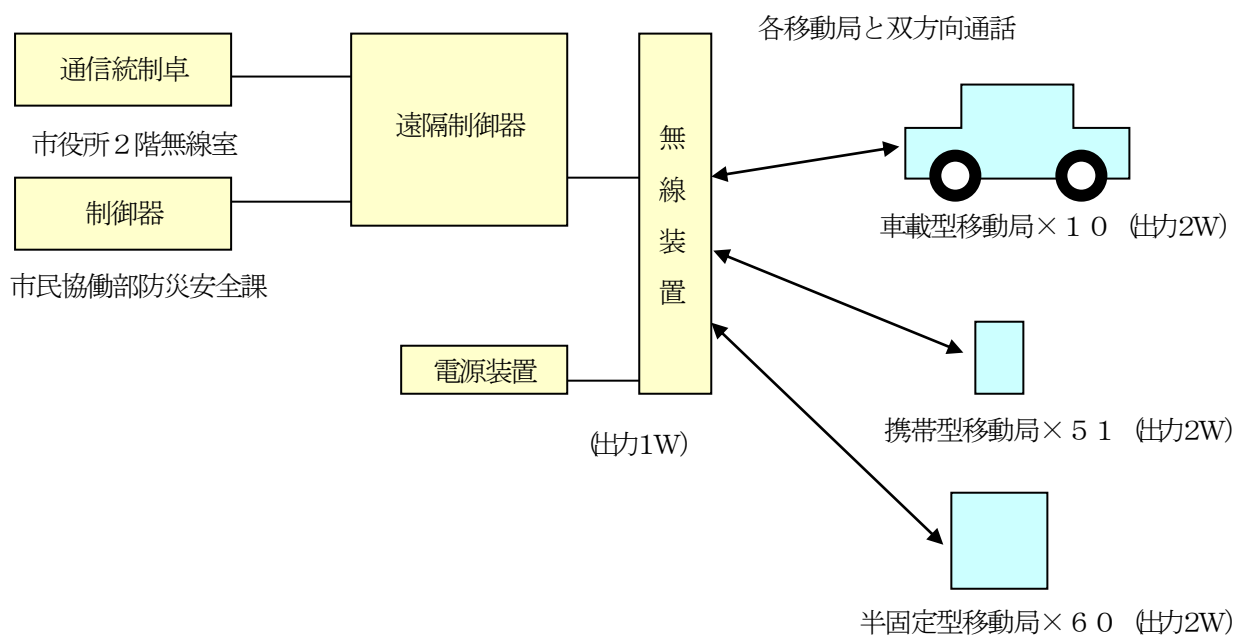 各移動局と双方向通話
通信統制卓
市役所２階無線室
遠隔制御器
無線装置
制御器
市民協働部防災安全課
車載型移動局×１０ (出力2W)
電源装置
(出力1W)
携帯型移動局×５１ (出力2W)
半固定型移動局×６０ (出力2W)